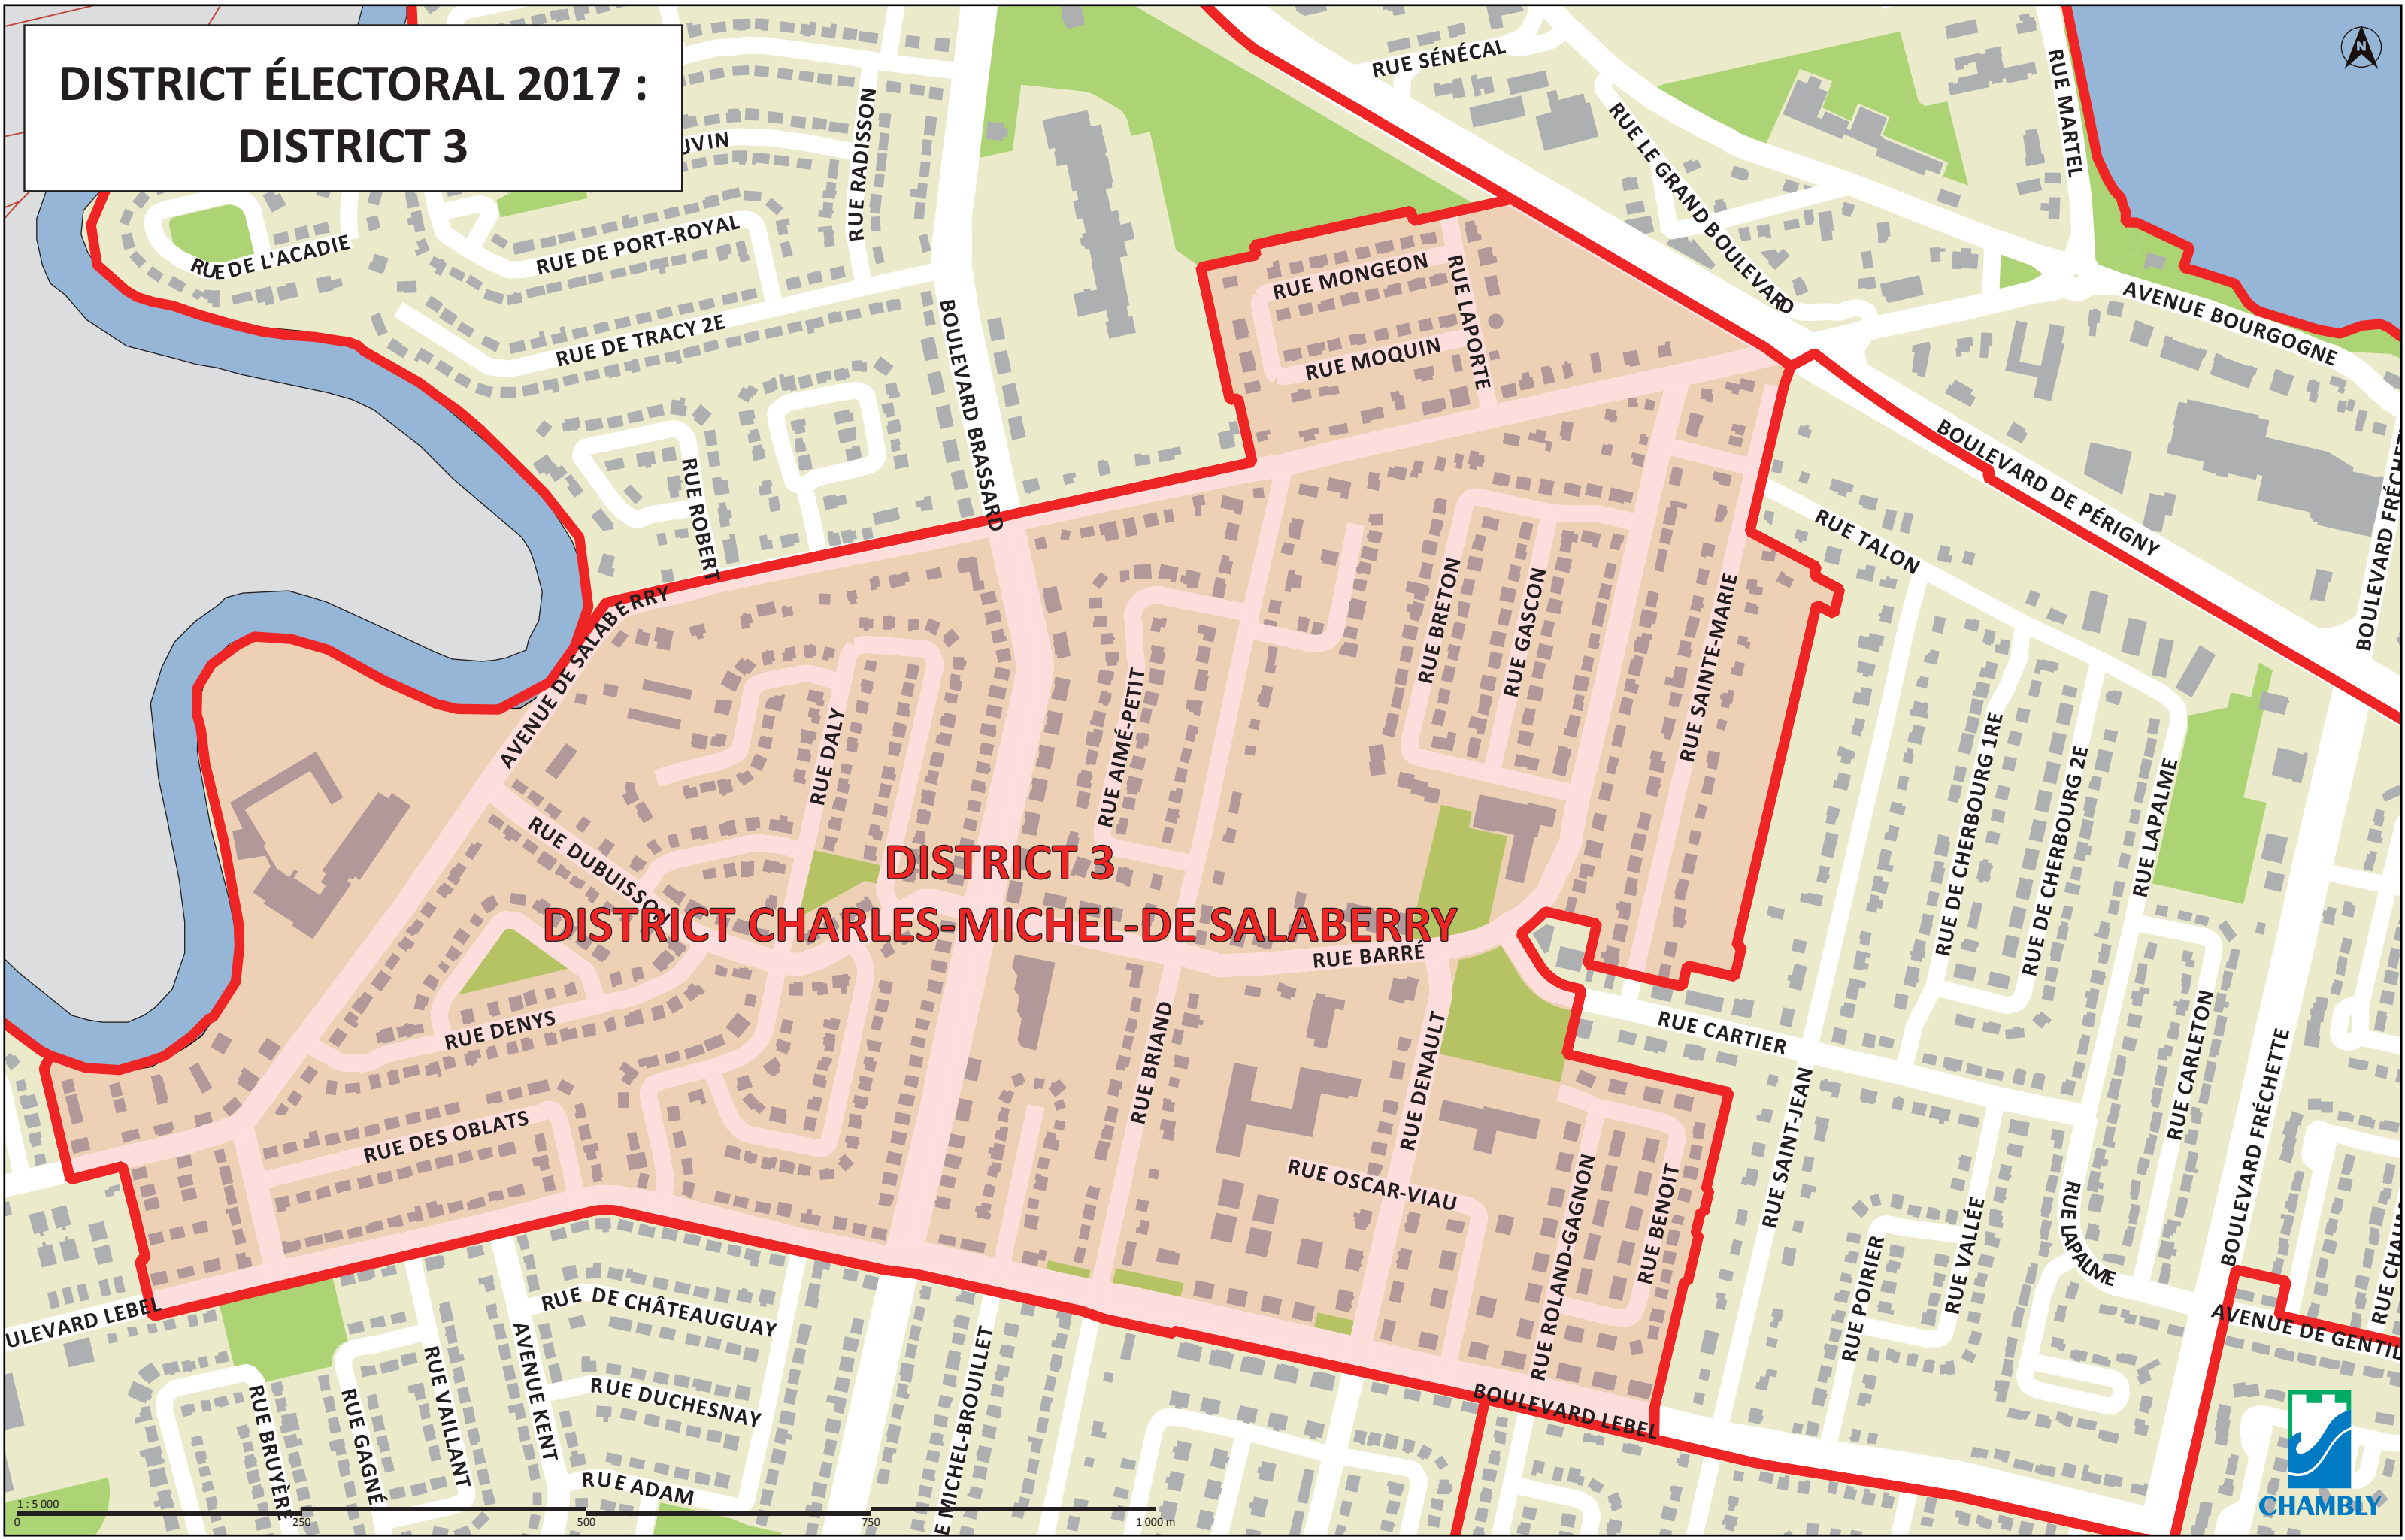 DISTRICT ÉLECTORAL 2017 :
DISTRICT 3
N
RUE SÉNÉCAL
RUE MARTEL
RUE RADISSON
UVIN
RUE LE GRAND BOULEVARD
RUE DE L'ACADIE
RUE DE PORT-ROYAL
RUE MONGEON
RUE LAPORTE
AVENUE BOURGOGNE
RUE DE TRACY 2E
BOULEVARD BRASSARD
RUE MOQUIN
BOULEVARD DE PÉRIGNY
BOULEVARD FRÉCHE
RUE ROBERT
RUE TALON
AVENUE DE SALABERRY
RUE BRETON
RUE GASCON
RUE SAINTE-MARIE
RUE AIMÉ-PETIT
RUE DALY
RUE DE CHERBOURG 1RE
RUE DE CHERBOURG 2E
RUE LAPALME
RUE DUBUISSON
DISTRICT 3
DISTRICT CHARLES-MICHEL-DE SALABERRY
RUE BARRÉ
RUE DENYS
RUE BRIAND
RUE DENAULT
RUE CARTIER
RUE CARLETON
RUE SAINT-JEAN
BOULEVARD FRÉCHETTE
RUE DES OBLATS
RUE OSCAR-VIAU
RUE ROLAND-GAGNON
RUE BENOIT
RUE POIRIER
RUE VALLÉE
RUE LAPALME
RUE CHA
ULEVARD LEBEL
RUE DE CHÂTEAUGUAY
AVENUE DE GENTIL
RUE BRUYÈRE
RUE GAGNÉ
RUE VAILLANT
AVENUE KENT
RUE DUCHESNAY
E MICHEL-BROUILLET
BOULEVARD LEBEL
RUE ADAM
1 : 5 000
0 250 500 750 1 000 m
CHAMBLY